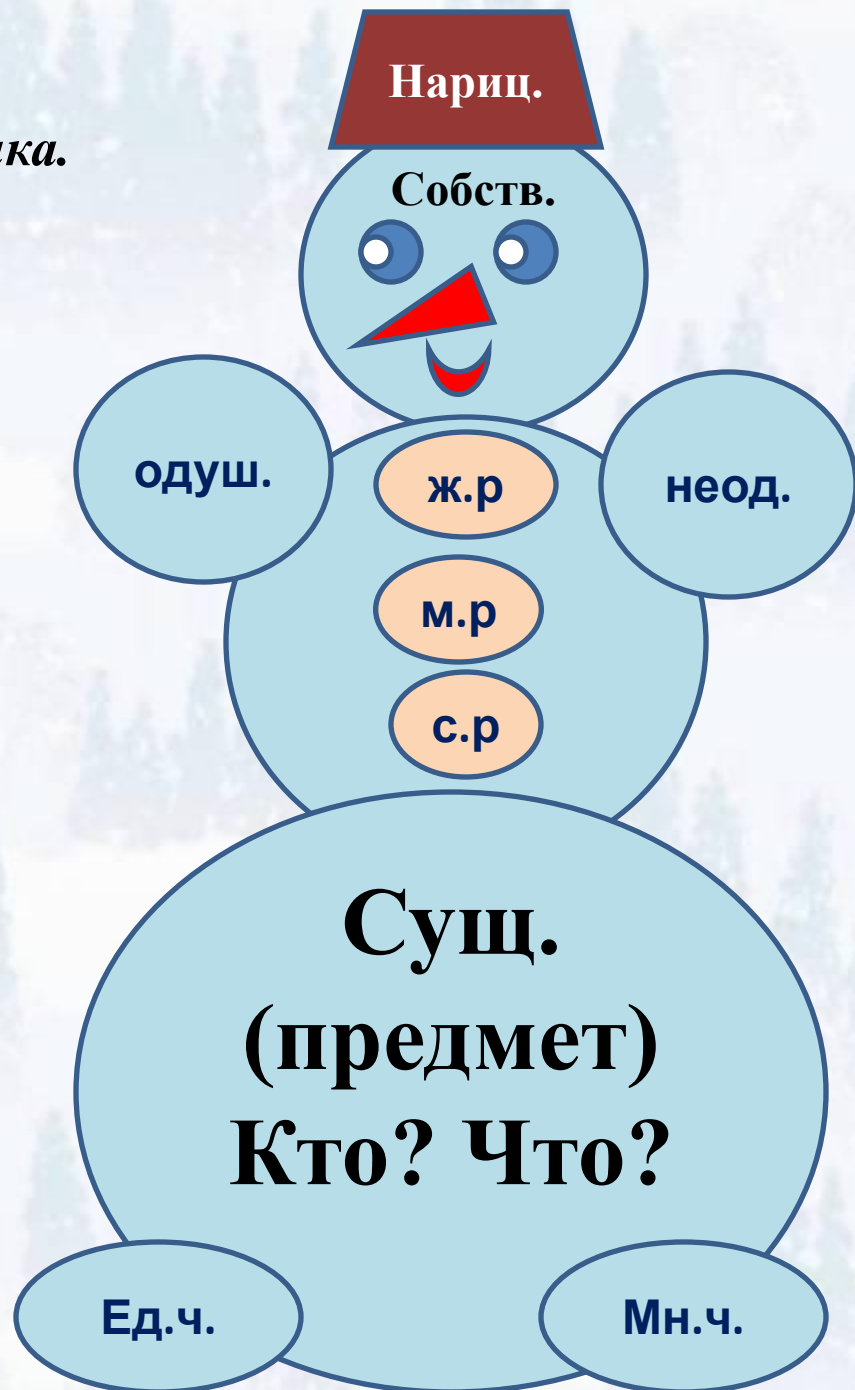 Нариц.
Собств.
одуш.
ж.р
неод.
м.р
с.р
Сущ.
(предмет)
Кто? Что?
Ед.ч.
Мн.ч.